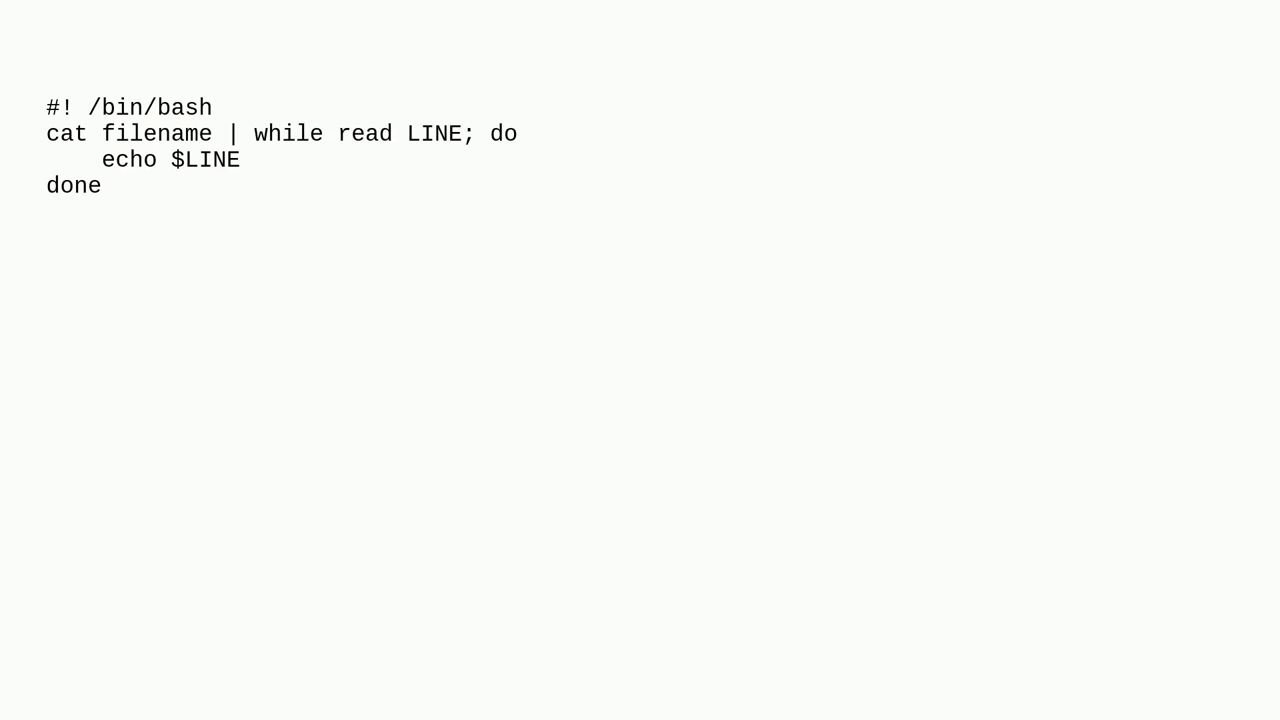 #! /bin/bash
cat filename | while read LINE; do
    echo $LINE
done